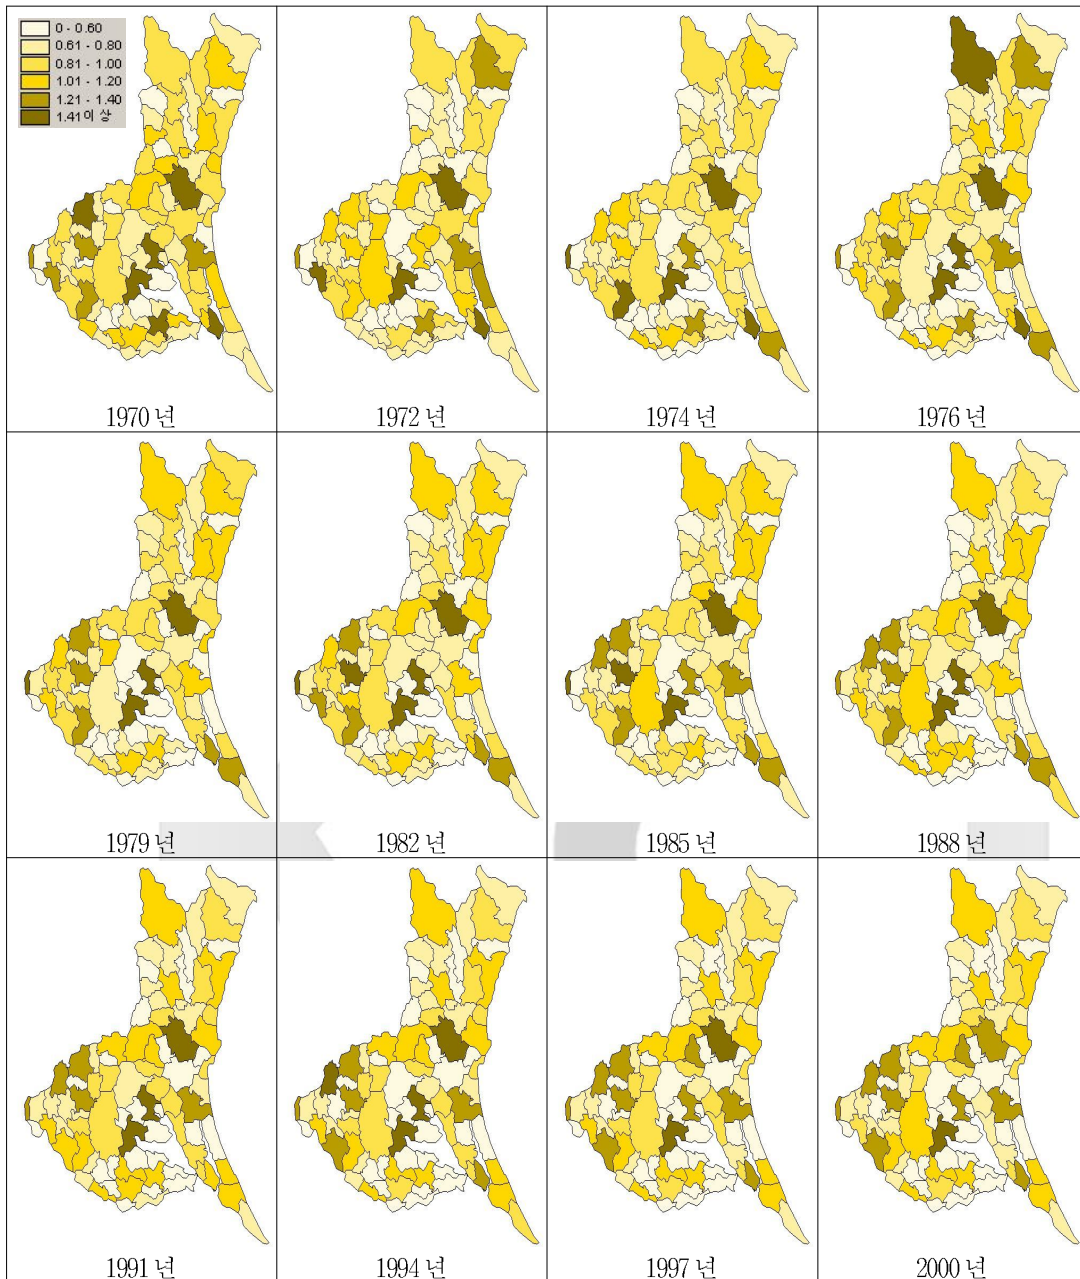 0 - 0.60
0.61 - 0.80
0.81 - 1.00
1.01 - 1.20
1.21 - 1.40
1.41이 상
1970 년
1972 년
1974 년
1976 년
1979 년
1982 년
1985 년
1988 년
1991 년
1994 년
1997 년
2000 년